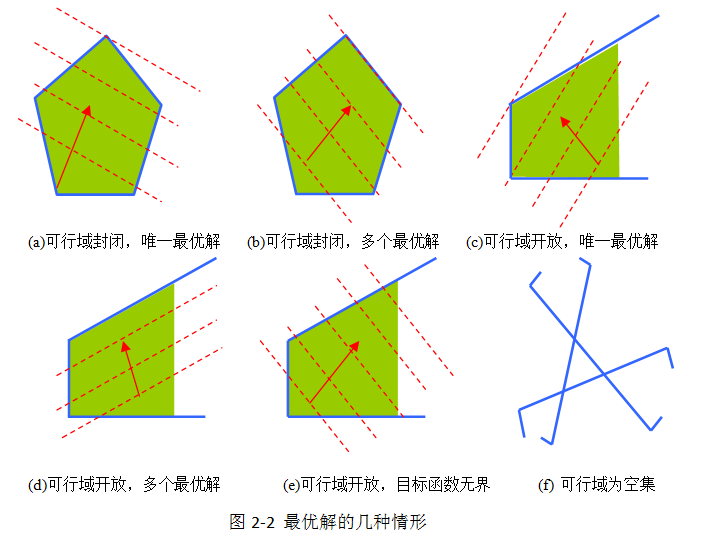 (a)可行域封闭，唯一最优解
(b)可行域封闭，多个最优解
(c)可行域开放，唯一最优解
(d)可行域开放，多个最优解
(e)可行域开放，目标函数无界
(f) 可行域为空集
图 2-2 最优解的几种情形